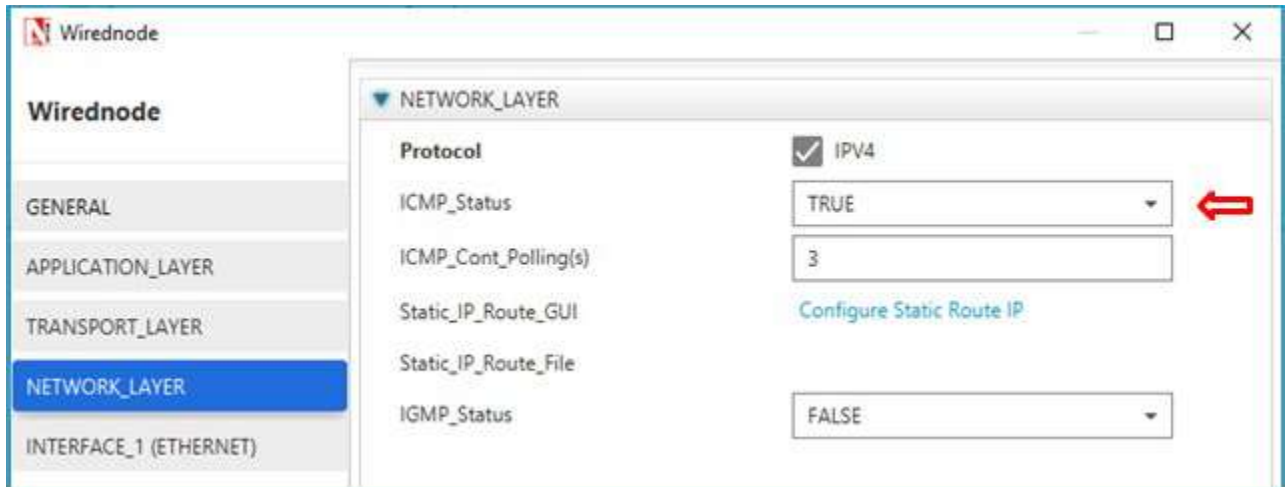 Wirednode
Wirednode
GENERAL
APPLICATION_LAYER
TRANSPORT_LAYER
NETWORK_LAYER
INTERFACE_1 (ETHERNET)
NETWORK_LAYER
Protocol IPV4
ICMP_Status TRUE
ICMP_Cont_Polling(s) 3
Static_IP_Route_GUI Configure Static Route IP
Static_IP_Route_File
IGMP_Status FALSE